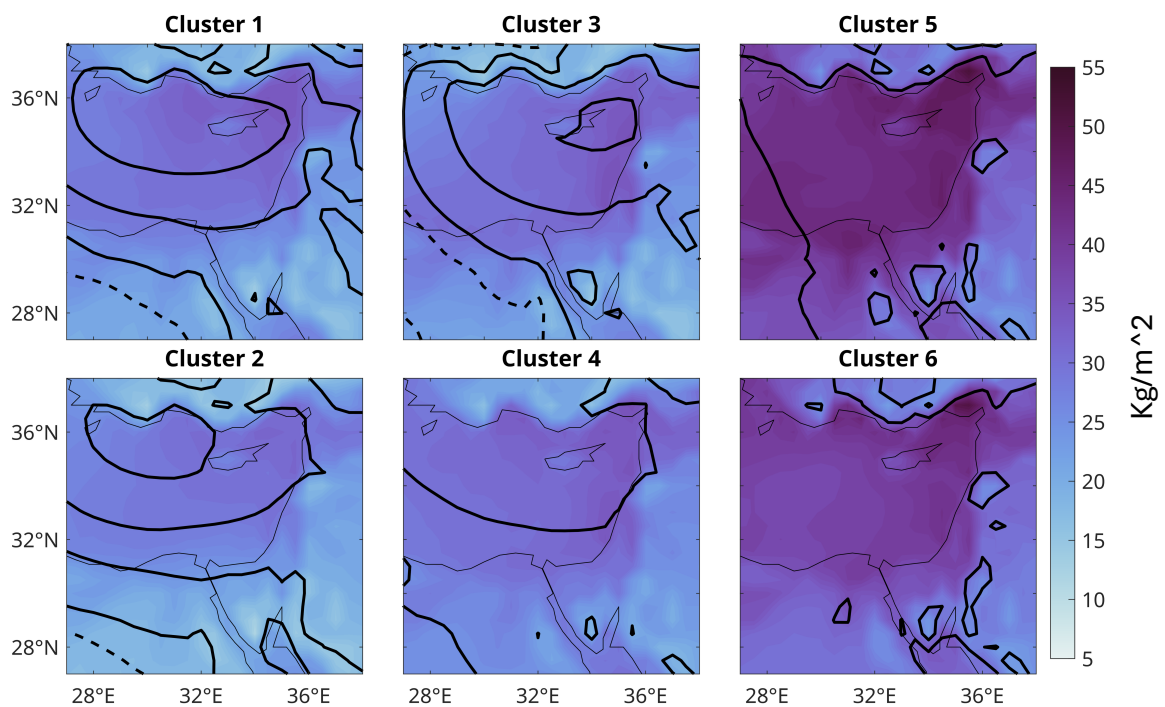 Cluster 1
Cluster 3
Cluster 5
36°N
32°N
28°N
Cluster 2
Cluster 4
Cluster 6
36°N
32°N
28°N
28°E
32°E
36°E
28°E
32°E
36°E
28°E
32°E
36°E
55
50
45
40
35
30
25
20
15
10
5
Kg/m^2